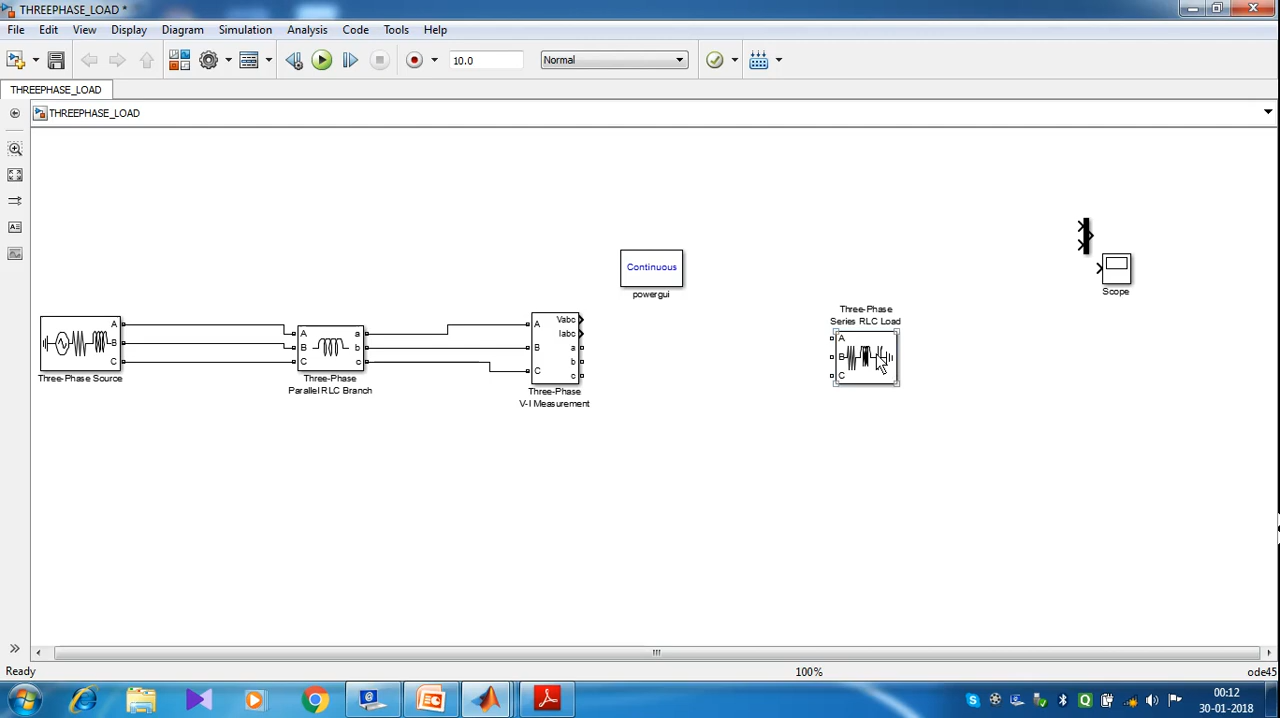 THREEPHASE_LOAD *
File Edit View Display Diagram Simulation Analysis Code Tools Help
10.0 Normal
THREEPHASE_LOAD
THREEPHASE_LOAD
Continuous
powergui
Scope
A
B
C
Three-Phase Source
A a
B b
C c
Three-Phase
Parallel RLC Branch
Vabc
A
Iabc
B a
b
C c
Three-Phase
V-I Measurement
Three-Phase
Series RLC Load
A
B
C
Ready 100% ode45
00:12
30-01-2018